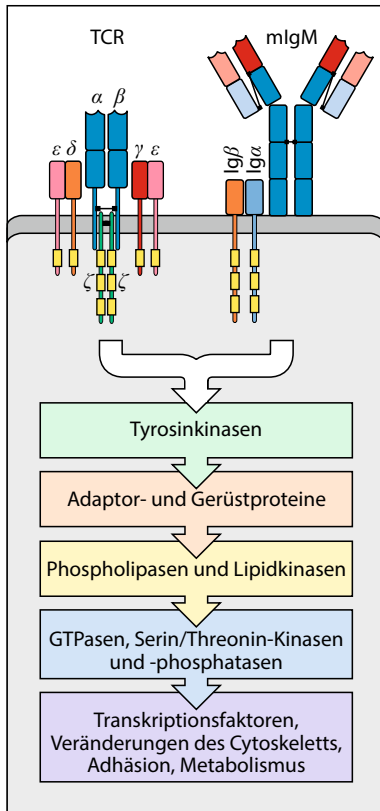 TCR
mIgM
α β
ε δ
γ ε
Igβ
Igα
ζ ζ
Tyrosinkinasen
Adaptor- und Gerüstproteine
Phospholipasen und Lipidkinasen
GTPasen, Serin/Threonin-Kinasen
und -phosphatasen
Transkriptionsfaktoren,
Veränderungen des Cytoskeletts,
Adhäsion, Metabolismus